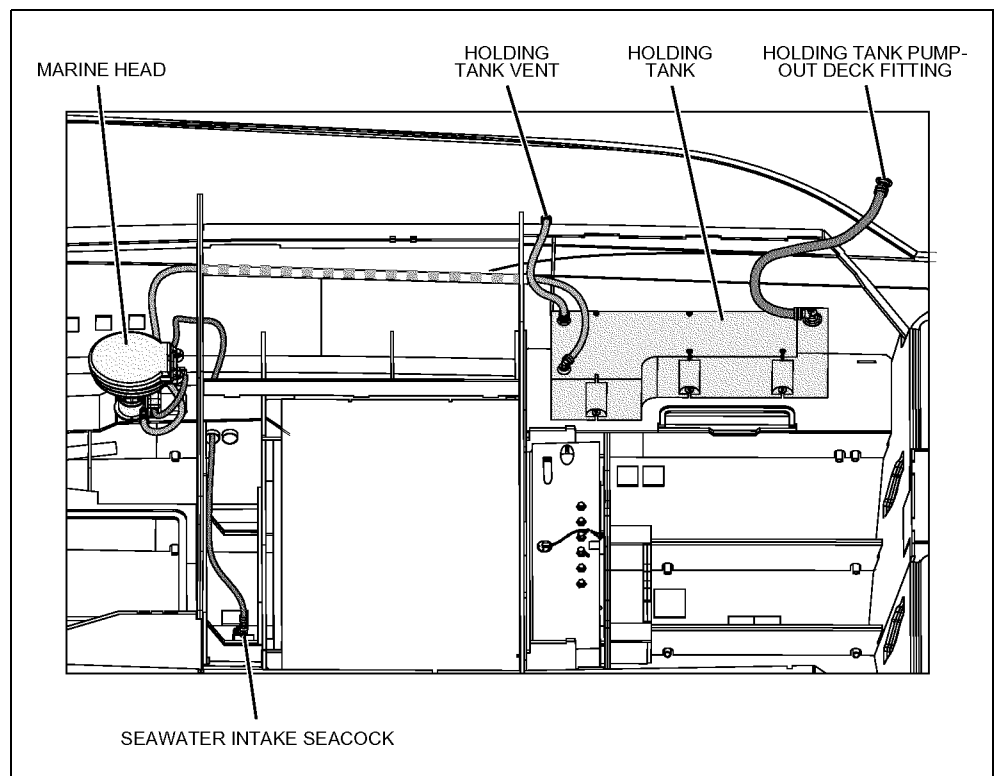 MARINE HEAD
HOLDING
TANK VENT
HOLDING
TANK
HOLDING TANK PUMP-
OUT DECK FITTING
SEAWATER INTAKE SEACOCK